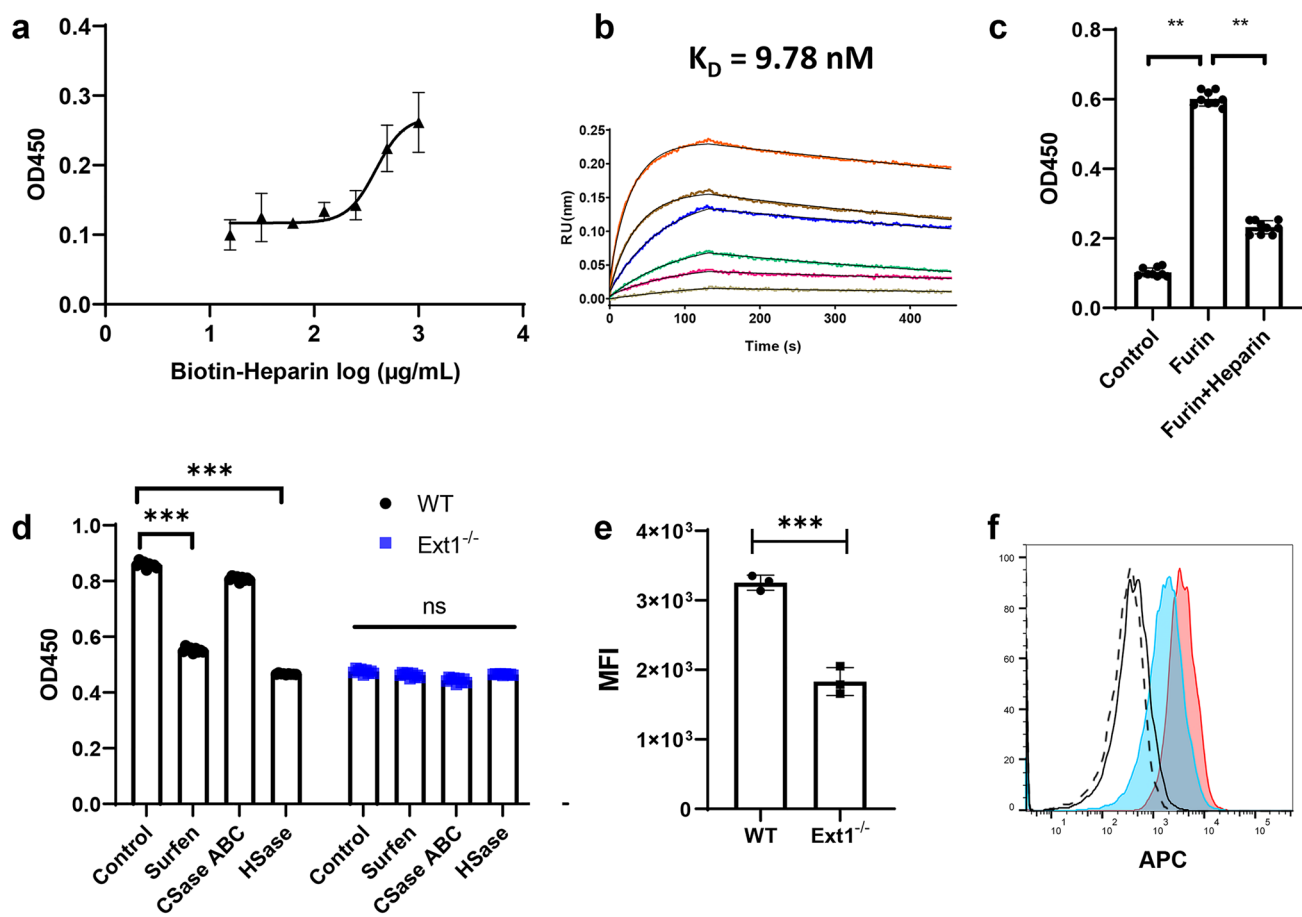 a
0.4
0.3
0.2
0.1
0.0
OD450
0
1
2
3
4
Biotin-Heparin log (µg/mL)
b
K_D = 9.78 nM
0.25
0.20
0.15
0.10
0.05
0.00
RU(nm)
0
100
200
300
400
Time (s)
c
**
**
0.8
0.6
0.4
0.2
0.0
OD450
Control
Furin
Furin+Heparin
d
***
***
WT
Ext1⁻/⁻
ns
1.0
0.8
0.6
0.4
0.2
0.0
OD450
Control
Surfen
CSase ABC
HSase
Control
Surfen
CSase ABC
HSase
-
e
***
4×10³
3×10³
2×10³
1×10³
0
MFI
WT
Ext1⁻/⁻
f
100
80
60
40
20
0
10¹
10²
10³
10⁴
10⁵
APC